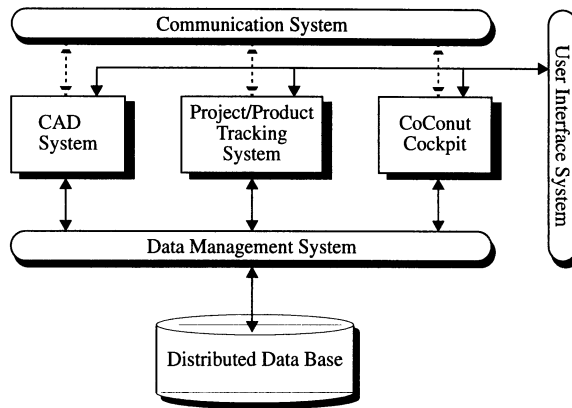 Communication System
User Interface System
CAD
System
Project/Product
Tracking
System
CoConut
Cockpit
Data Management System
Distributed Data Base